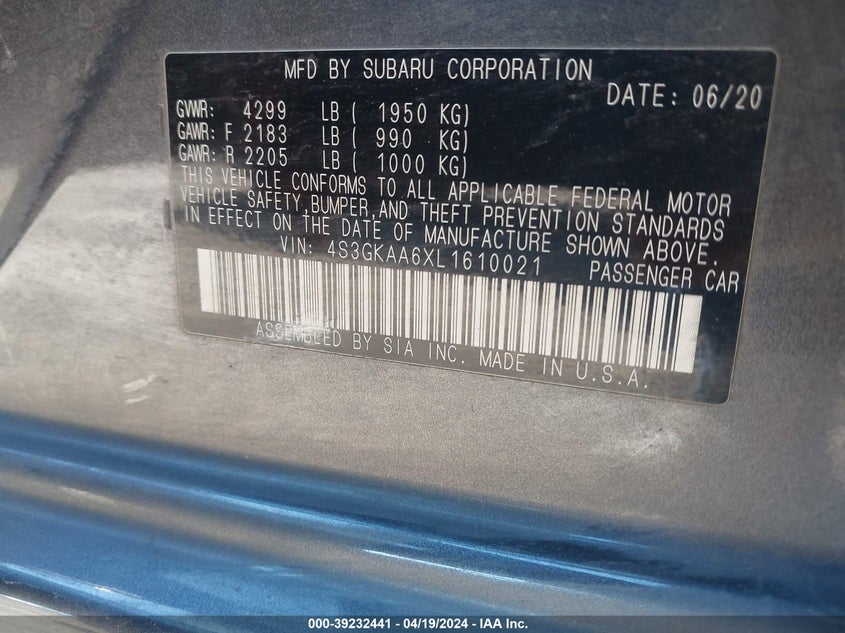 MFD BY SUBARU CORPORATION
DATE: 06/20
GVWR: 4299 LB ( 1950 KG)
GAWR: F 2183 LB ( 990 KG)
GAWR: R 2205 LB ( 1000 KG)
THIS VEHICLE CONFORMS TO ALL APPLICABLE FEDERAL MOTOR
VEHICLE SAFETY,BUMPER,AND THEFT PREVENTION STANDARDS
IN EFFECT ON THE DATE OF MANUFACTURE SHOWN ABOVE.
VIN: 4S3GKAA6XL1610021 PASSENGER CAR
ASSEMBLED BY SIA INC. MADE IN U.S.A.
000-39232441 - 04/19/2024 - IAA Inc.